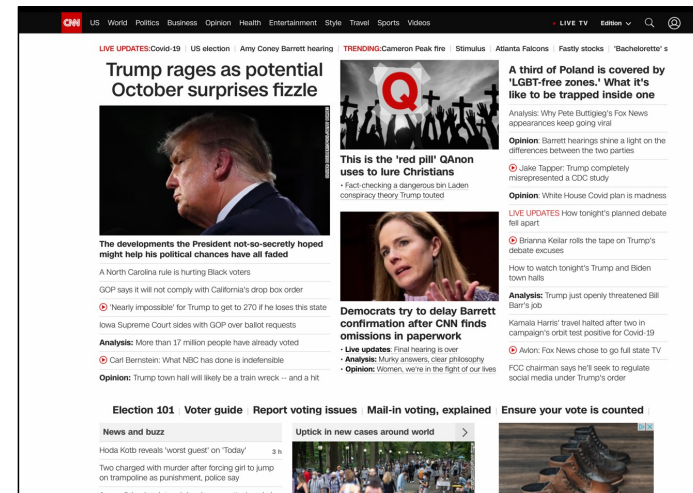 CNN US World Politics Business Opinion Health Entertainment Style Travel Sports Videos LIVE TV Edition
LIVE UPDATES:Covid-19 | US election | Amy Coney Barrett hearing | TRENDING:Cameron Peak fire | Stimulus | Atlanta Falcons | Fastly stocks | 'Bachelorette' s
Trump rages as potential
October surprises fizzle
The developments the President not-so-secretly hoped
might help his political chances have all faded
A North Carolina rule is hurting Black voters
GOP says it will not comply with California's drop box order
'Nearly impossible' for Trump to get to 270 if he loses this state
Iowa Supreme Court sides with GOP over ballot requests
Analysis: More than 17 million people have already voted
Carl Bernstein: What NBC has done is indefensible
Opinion: Trump town hall will likely be a train wreck -- and a hit
Q
This is the 'red pill' QAnon
uses to lure Christians
• Fact-checking a dangerous bin Laden
conspiracy theory Trump touted
Democrats try to delay Barrett
confirmation after CNN finds
omissions in paperwork
• Live updates: Final hearing is over
• Analysis: Murky answers, clear philosophy
• Opinion: Women, we're in the fight of our lives
A third of Poland is covered by
'LGBT-free zones.' What it's
like to be trapped inside one
Analysis: Why Pete Buttigieg's Fox News
appearances keep going viral
Opinion: Barrett hearings shine a light on the
differences between the two parties
Jake Tapper: Trump completely
misrepresented a CDC study
Opinion: White House Covid plan is madness
LIVE UPDATES How tonight's planned debate
fell apart
Brianna Keilar rolls the tape on Trump's
debate excuses
How to watch tonight's Trump and Biden
town halls
Analysis: Trump just openly threatened Bill
Barr's job
Kamala Harris' travel halted after two in
campaign's orbit test positive for Covid-19
Avlon: Fox News chose to go full state TV
FCC chairman says he'll seek to regulate
social media under Trump's order
Election 101 | Voter guide | Report voting issues | Mail-in voting, explained | Ensure your vote is counted |
News and buzz
Hoda Kotb reveals 'worst guest' on 'Today' 3 h
Two charged with murder after forcing girl to jump
on trampoline as punishment, police say
Uptick in new cases around world